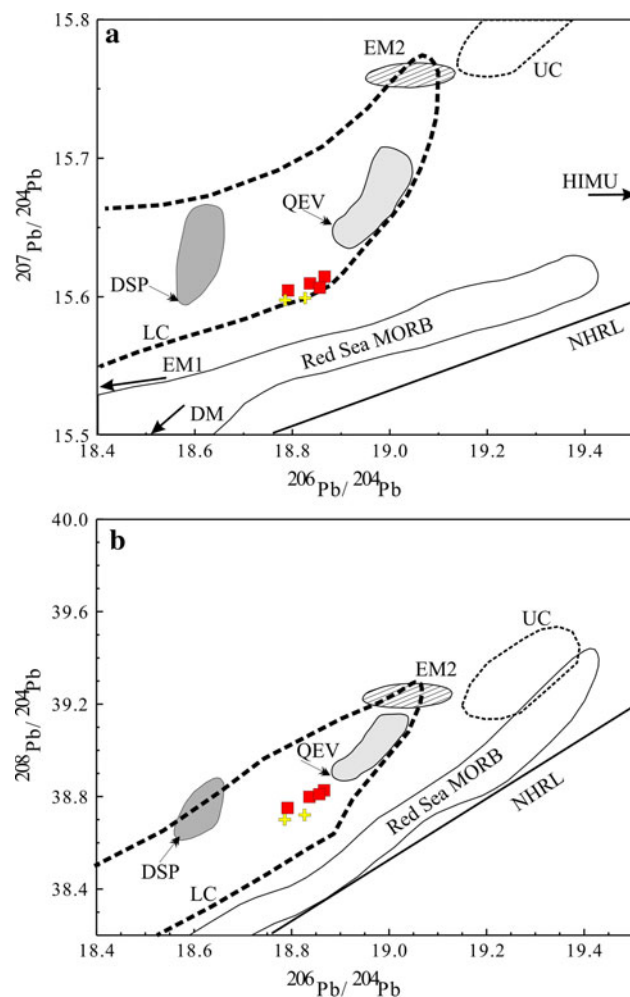 a
15.8
15.7
15.6
15.5
207Pb/ 204Pb
EM2
UC
HIMU
QEV
DSP
LC
Red Sea MORB
EM1
NHRL
DM
18.4 18.6 18.8 19.0 19.2 19.4
206Pb/ 204Pb
b
40.0
39.6
39.2
38.8
38.4
208Pb/ 204Pb
UC
EM2
QEV
Red Sea MORB
NHRL
DSP
LC
18.4 18.6 18.8 19.0 19.2 19.4
206Pb/ 204Pb